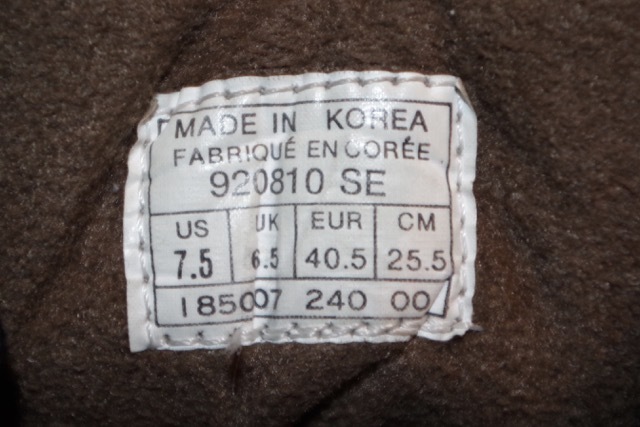 MADE IN KOREA
FABRIQUÉ EN CORÉE
920810 SE
US UK EUR CM
7.5 6.5 40.5 25.5
185007 240 00